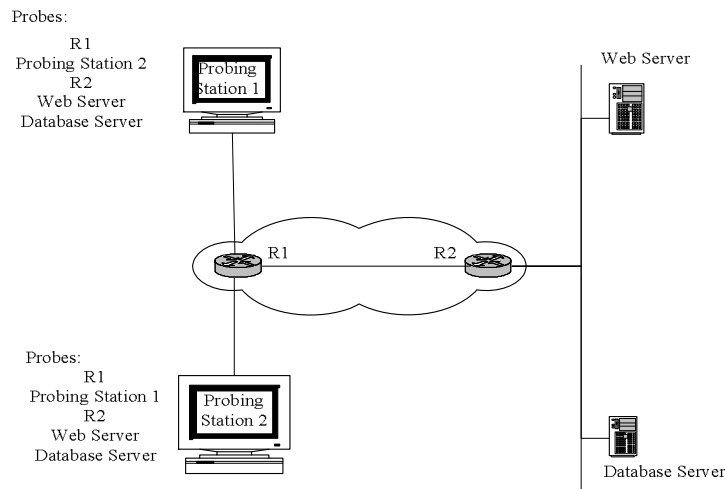 Probes:
R1
Probing Station 2
R2
Web Server
Database Server
Probing
Station 1
Web Server
R1
R2
Probes:
R1
Probing Station 1
R2
Web Server
Database Server
Probing
Station 2
Database Server